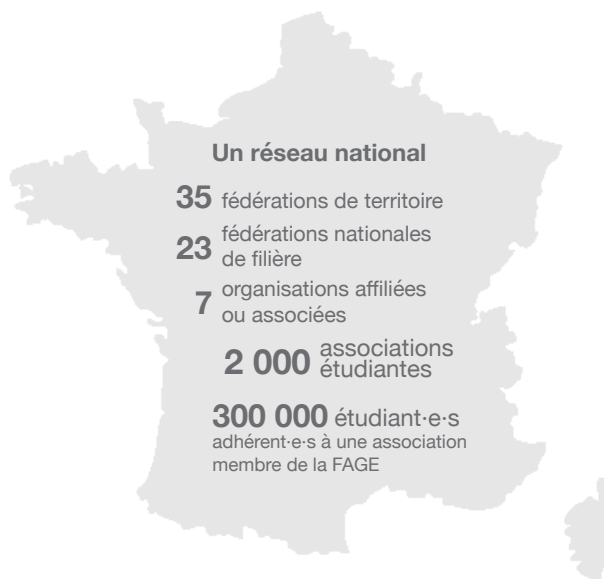 Un réseau national
35 fédérations de territoire
23 fédérations nationales
de filière
7 organisations affiliées
ou associées
2 000 associations
étudiantes
300 000 étudiant·e·s
adhérent·e·s à une association
membre de la FAGE